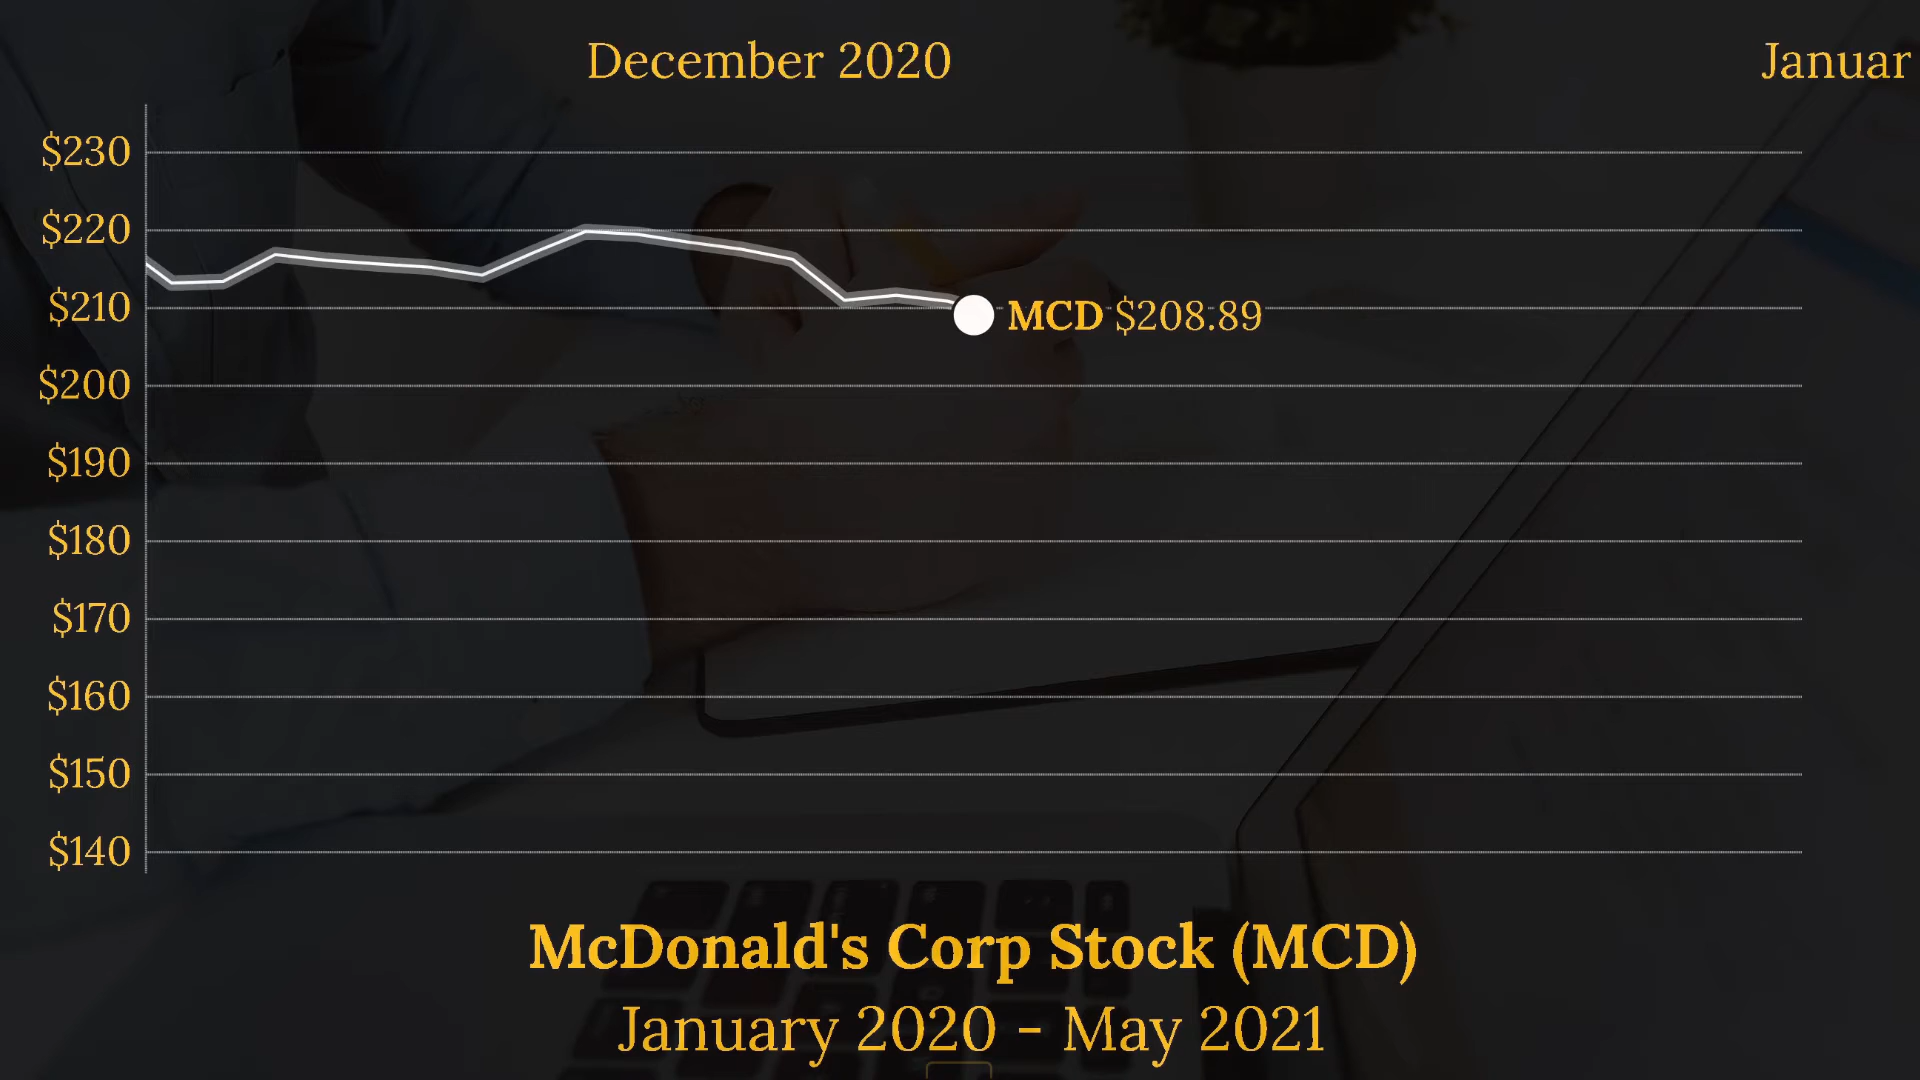 December 2020
Januar
$230
$220
$210
MCD $208.89
$200
$190
$180
$170
$160
$150
$140
McDonald's Corp Stock (MCD)
January 2020 - May 2021